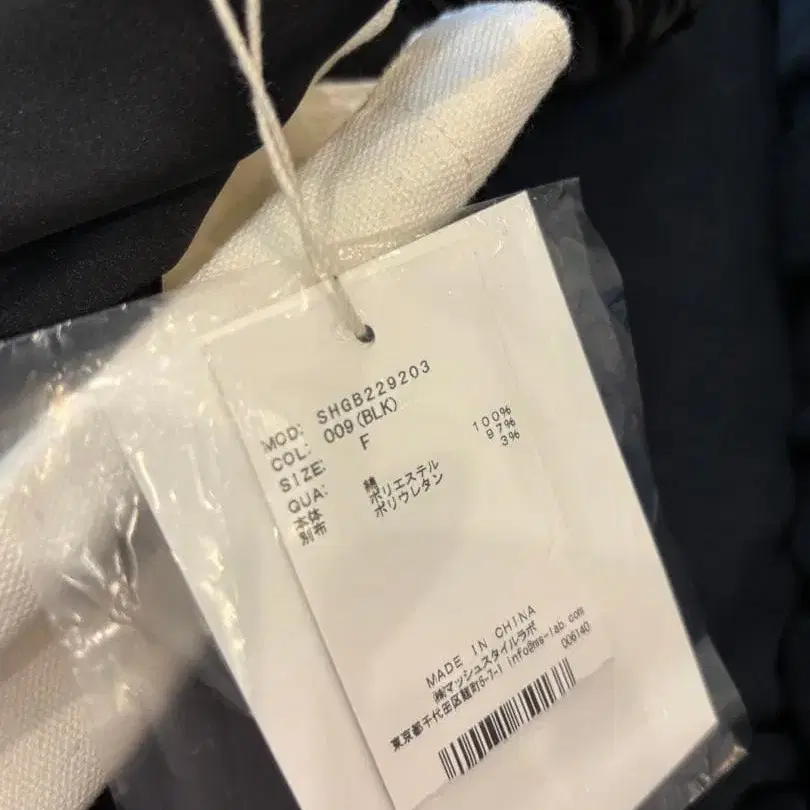 MOD: SHGB229203
COL: 009(BLK)
SIZE: F
QUA:
本体 綿 100%
別布 ポリエステル 97%
ポリウレタン 3%
MADE IN CHINA
㈱マッシュスタイルラボ
東京都千代田区麹町5-7-1 info@ms-lab.com
006140